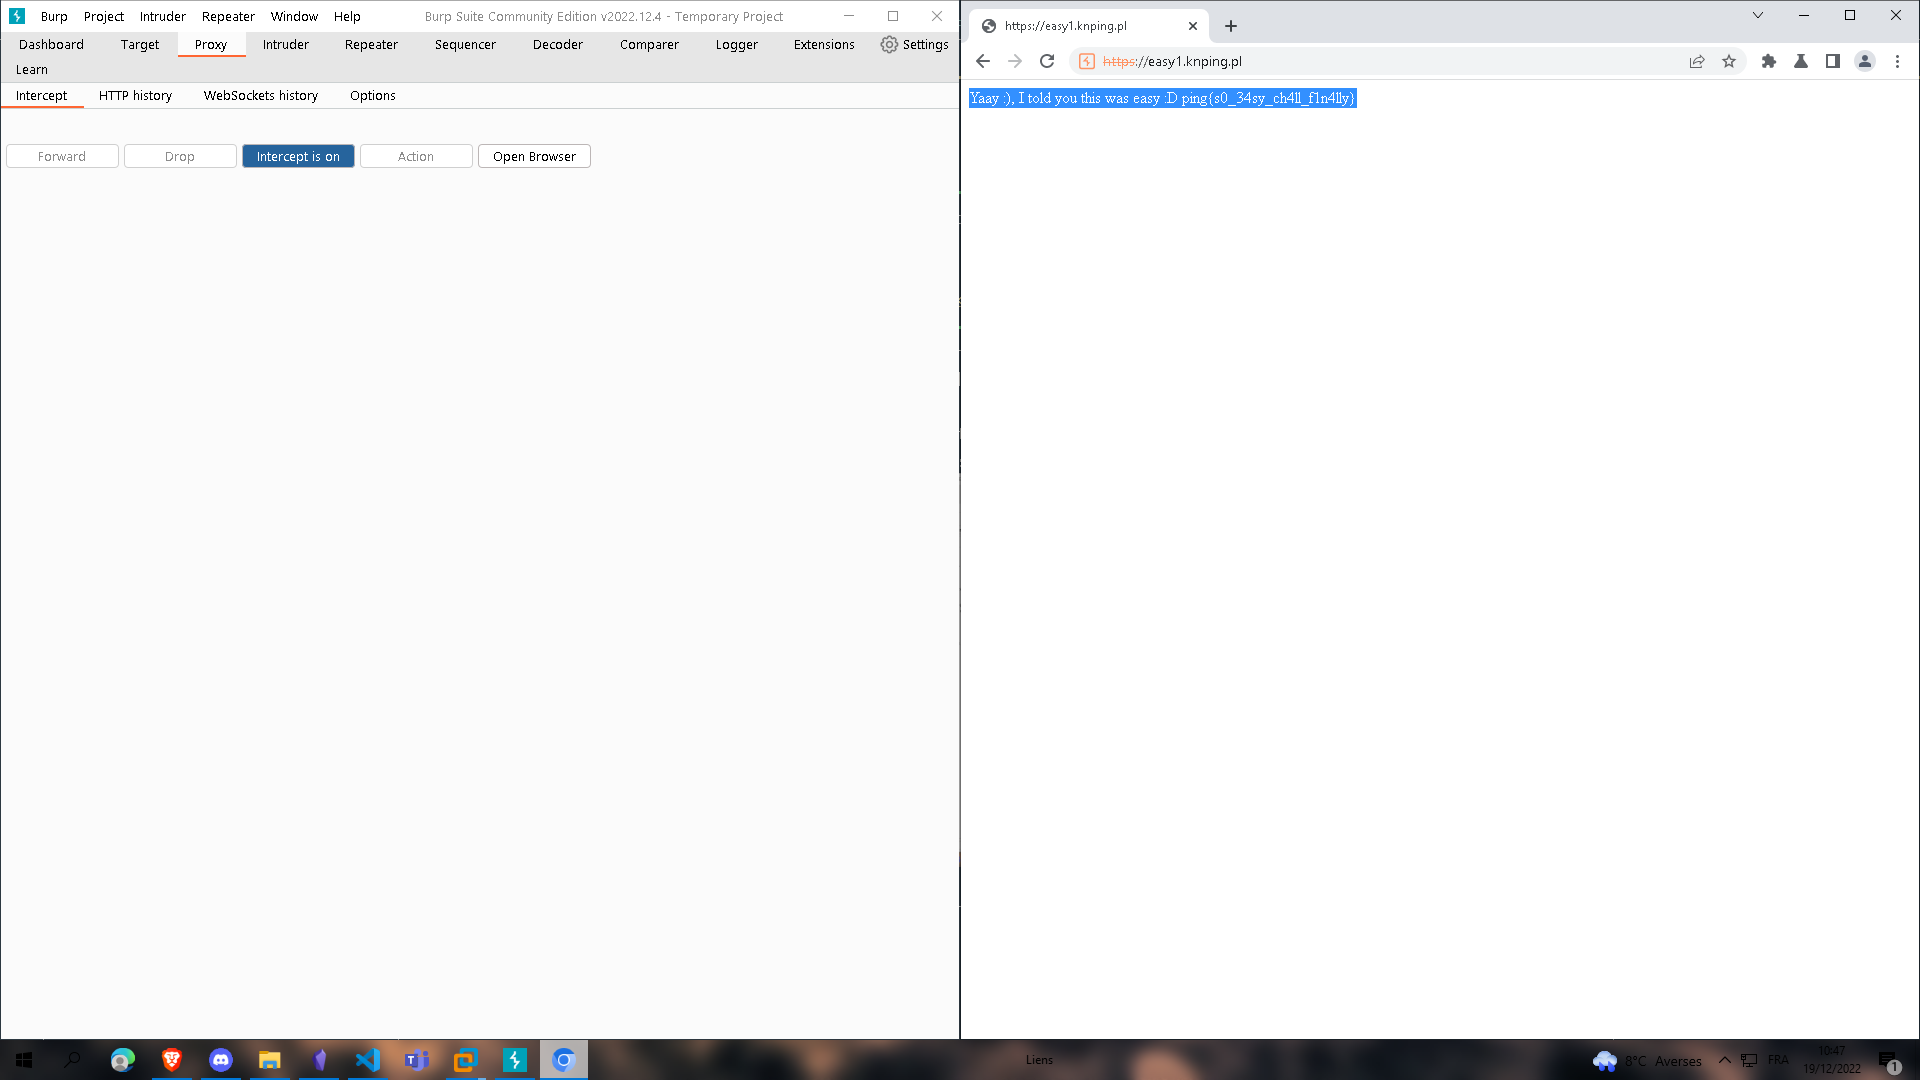 Burp Project Intruder Repeater Window Help Burp Suite Community Edition v2022.12.4 - Temporary Project
Dashboard Target Proxy Intruder Repeater Sequencer Decoder Comparer Logger Extensions Settings
Learn
Intercept HTTP history WebSockets history Options
Forward Drop Intercept is on Action Open Browser
https://easy1.knping.pl
https://easy1.knping.pl
Yaay :), I told you this was easy :D ping{s0_34sy_ch4ll_f1n4lly}
Liens
8°C Averses
FRA
10:47
19/12/2022
1